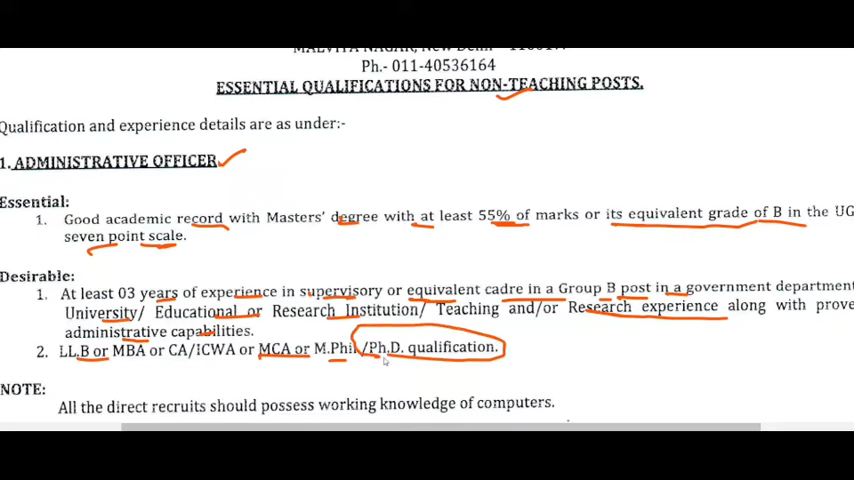 Ph.- 011-40536164
ESSENTIAL QUALIFICATIONS FOR NON-TEACHING POSTS.
Qualification and experience details are as under:-
1. ADMINISTRATIVE OFFICER
Essential:
1. Good academic record with Masters' degree with at least 55% of marks or its equivalent grade of B in the UG
seven point scale.
Desirable:
1. At least 03 years of experience in supervisory or equivalent cadre in a Group B post in a government department
University/ Educational or Research Institution/ Teaching and/or Research experience along with prove
administrative capabilities.
2. LL.B or MBA or CA/ICWA or MCA or M.Phil/Ph.D. qualification.
NOTE:
All the direct recruits should possess working knowledge of computers.